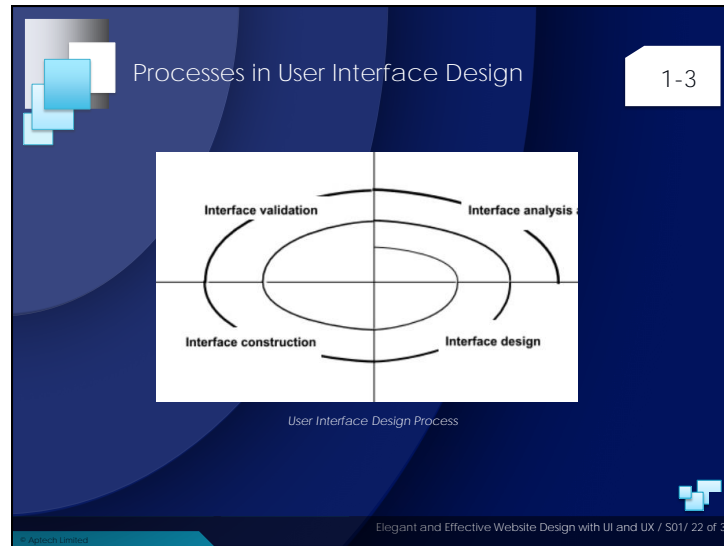 Processes in User Interface Design
1-3
Interface validation
Interface analysis a
Interface construction
Interface design
User Interface Design Process
Elegant and Effective Website Design with UI and UX / S01/ 22 of 3
© Aptech Limited